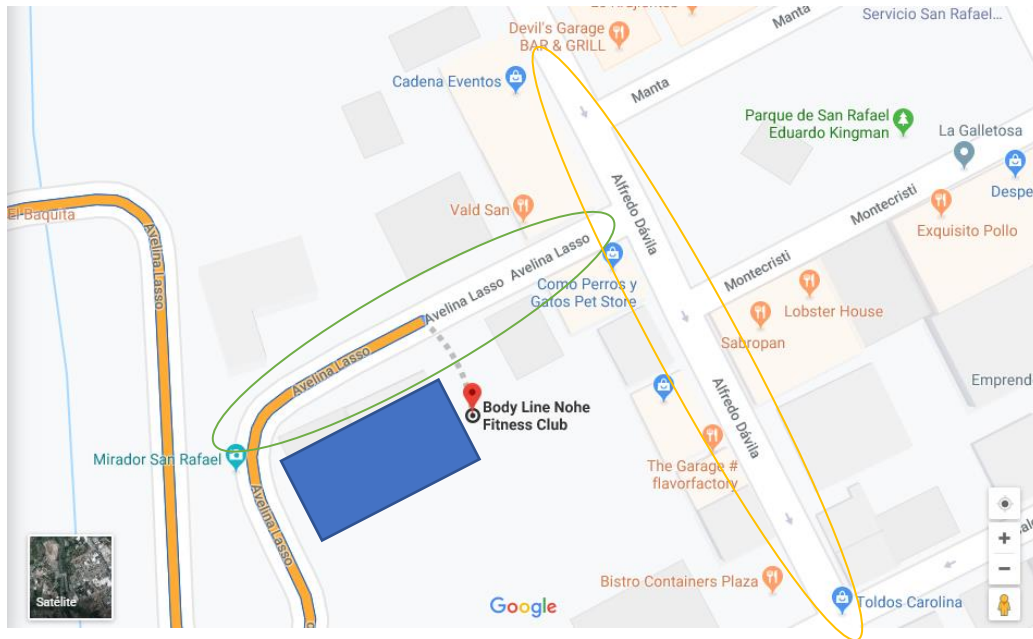 Manta
Servicio San Rafael...
Devil's Garage
BAR & GRILL
Cadena Eventos
Manta
Parque de San Rafael
Eduardo Kingman
La Galletosa
Despe
Alfredo Dávila
Montecristi
Vald San
El Baquita
Avelina Lasso
Exquisito Pollo
Avelina Lasso
Avelina Lasso
Montecristi
Como Perros y
Gatos Pet Store
Lobster House
Sabropan
Avelina Lasso
Emprend
Body Line Nohe
Fitness Club
Alfredo Dávila
Mirador San Rafael
The Garage #
flavorfactory
Avelina Lasso
Bistro Containers Plaza
Toldos Carolina
Satélite
Google